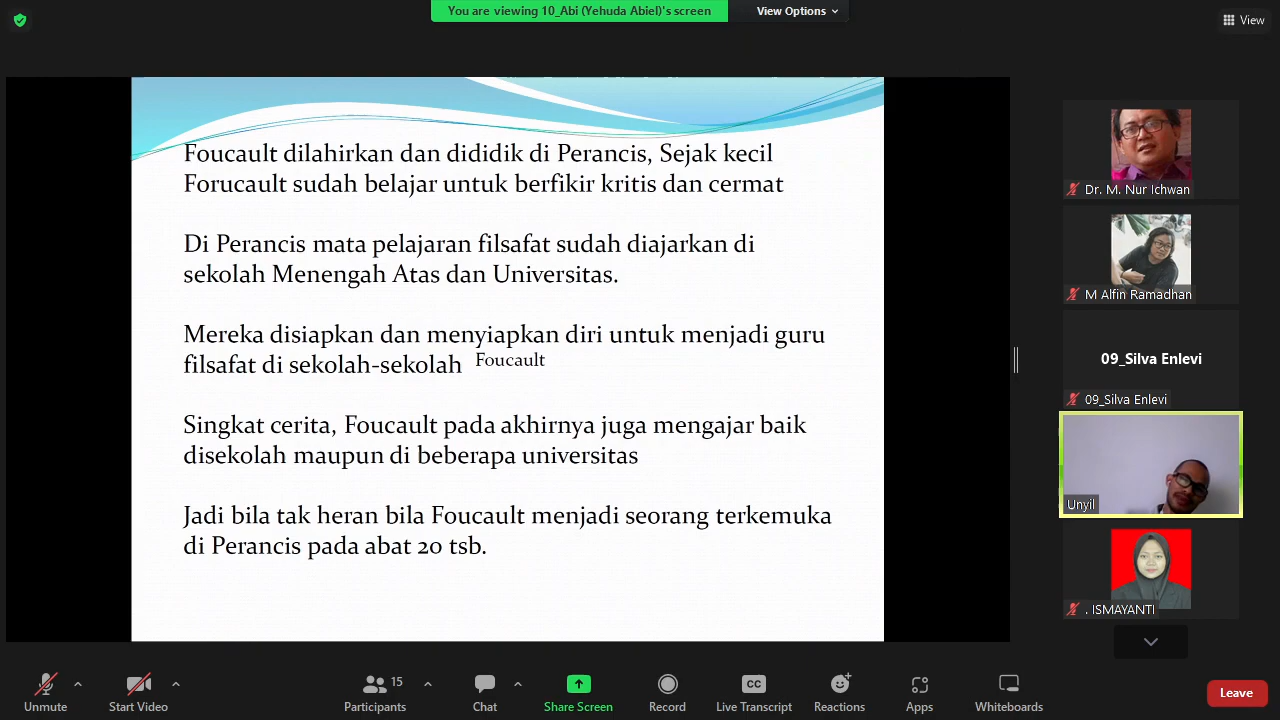 You are viewing 10_Abi (Yehuda Abiel)'s screen
View Options
View
Foucault dilahirkan dan dididik di Perancis, Sejak kecil
Forucault sudah belajar untuk berfikir kritis dan cermat
Di Perancis mata pelajaran filsafat sudah diajarkan di
sekolah Menengah Atas dan Universitas.
Mereka disiapkan dan menyiapkan diri untuk menjadi guru
filsafat di sekolah-sekolah Foucault
Singkat cerita, Foucault pada akhirnya juga mengajar baik
disekolah maupun di beberapa universitas
Jadi bila tak heran bila Foucault menjadi seorang terkemuka
di Perancis pada abat 20 tsb.
Dr. M. Nur Ichwan
M Alfin Ramadhan
09_Silva Enlevi
09_Silva Enlevi
Unyil
. ISMAYANTI
Unmute
Start Video
15
Participants
Chat
Share Screen
Record
CC
Live Transcript
Reactions
Apps
Whiteboards
Leave